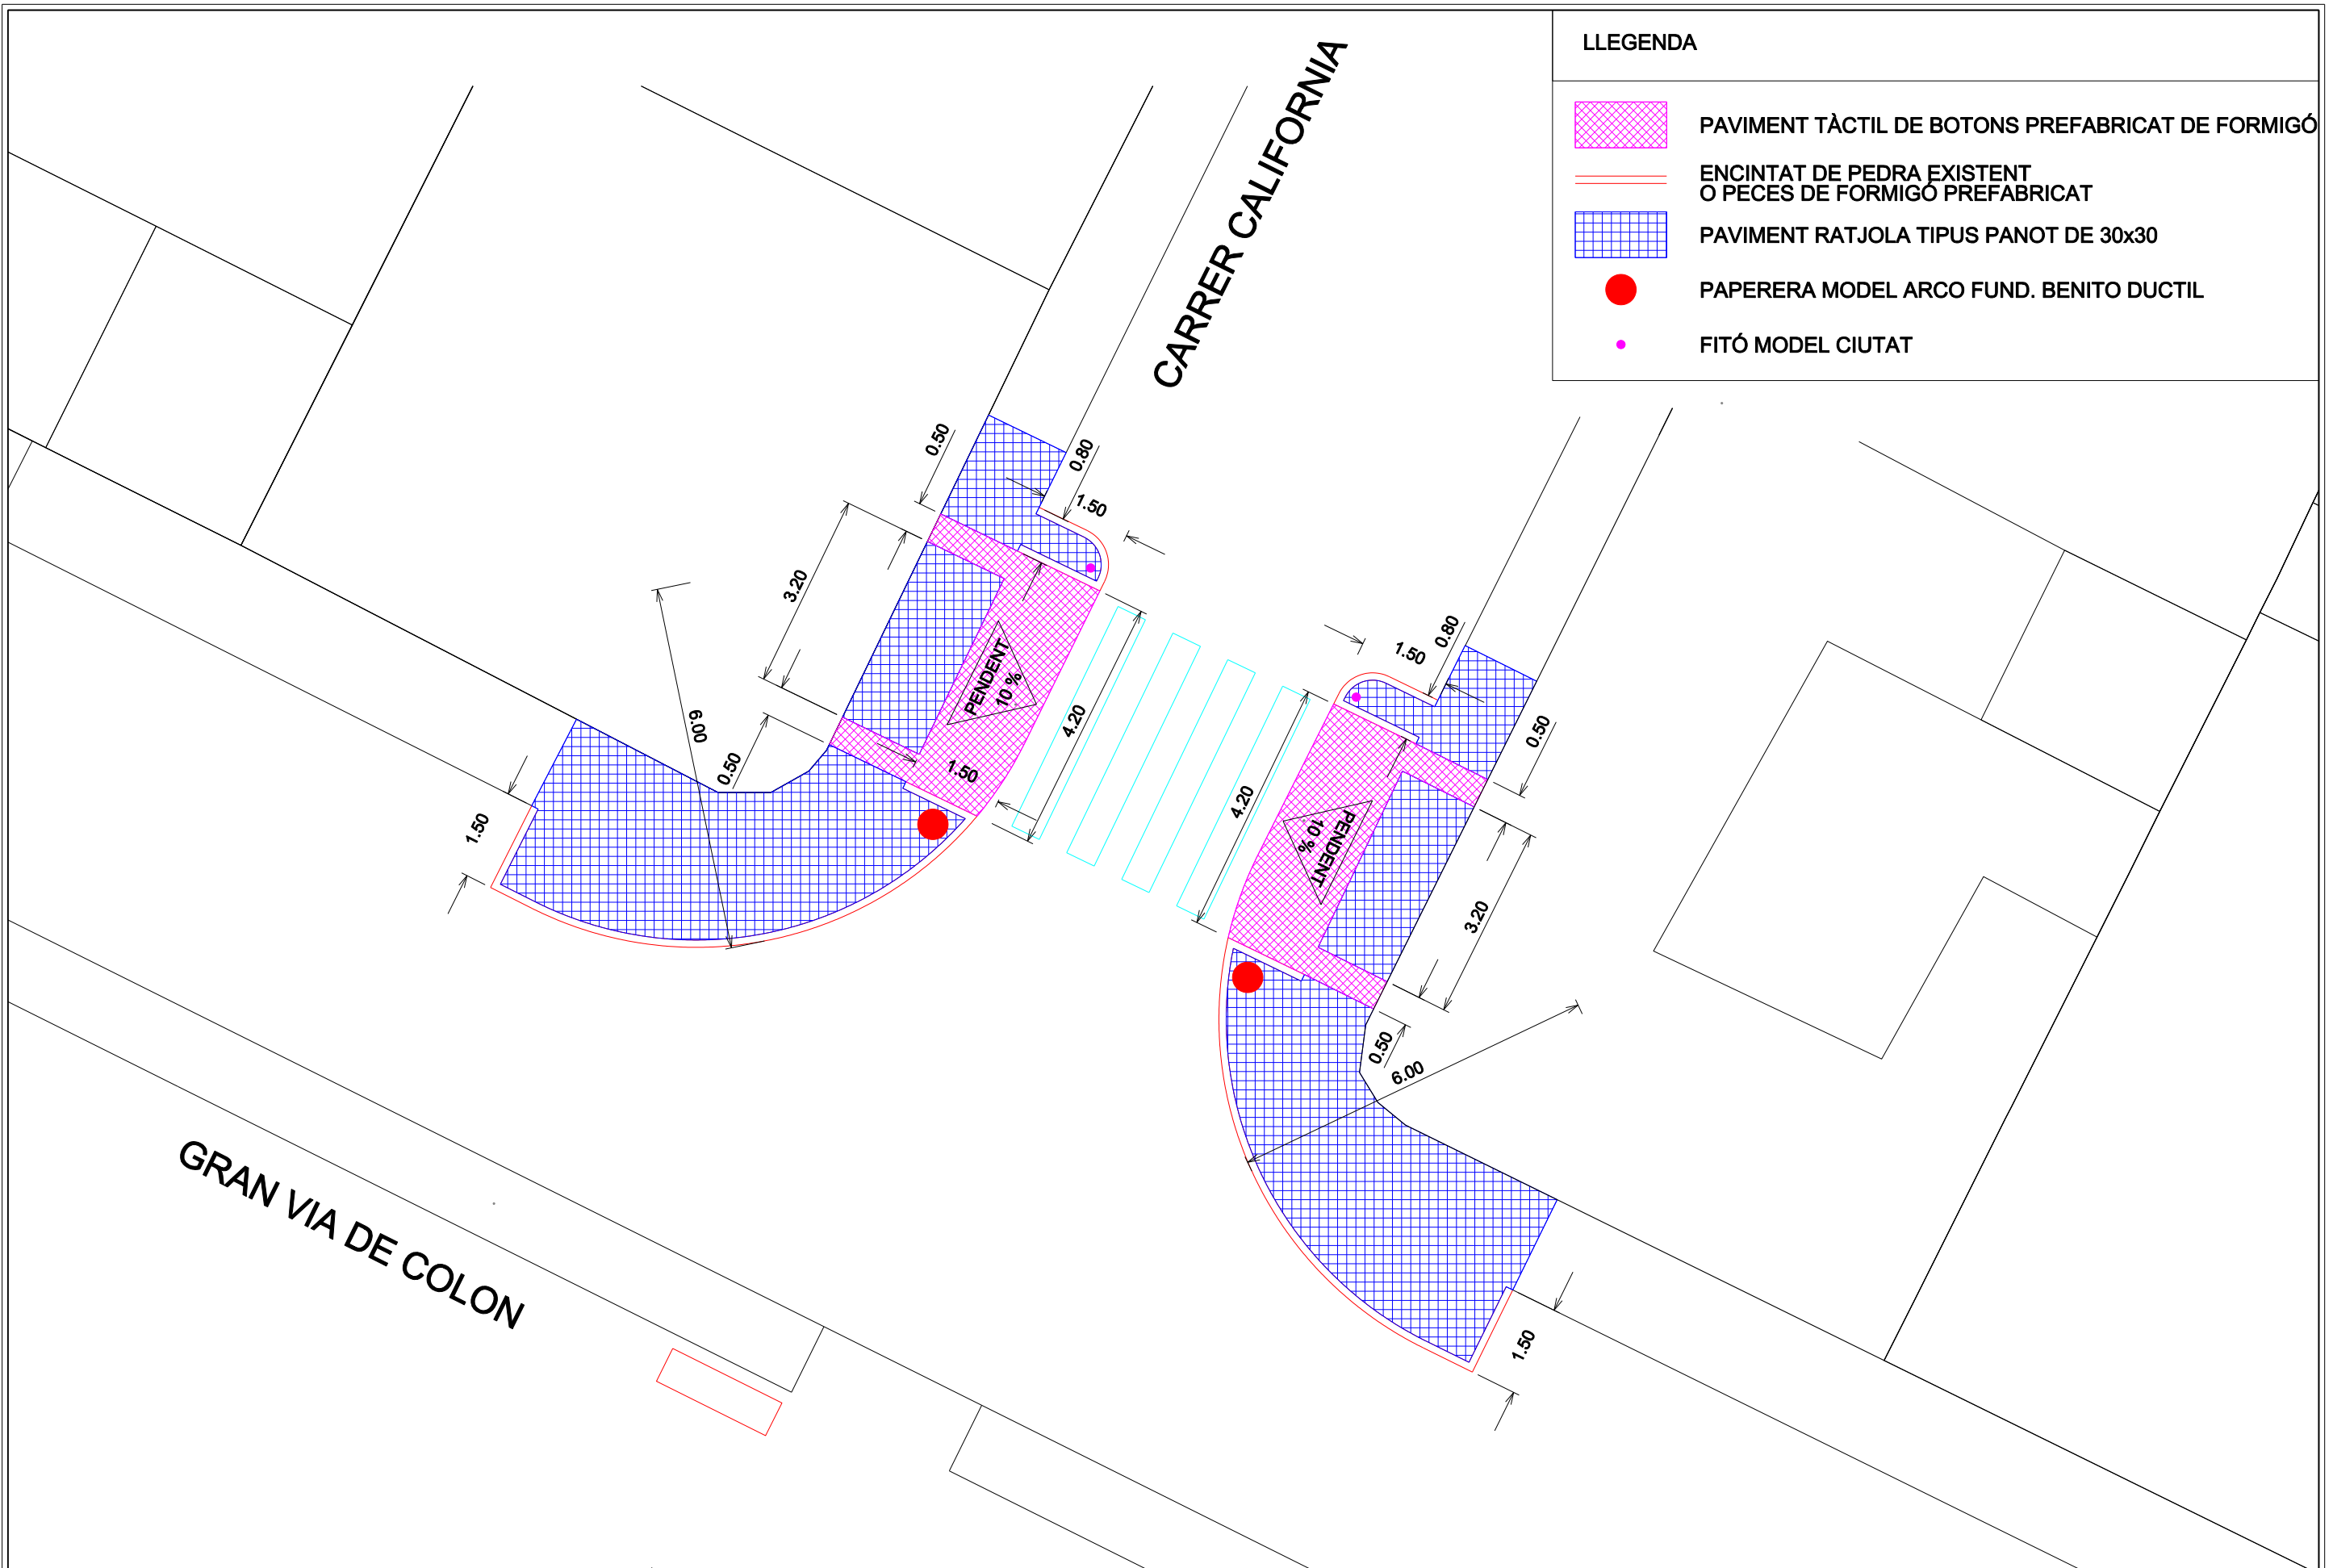 LLEGENDA
PAVIMENT TÀCTIL DE BOTONS PREFABRICAT DE FORMIGÓ
ENCINTAT DE PEDRA EXISTENT
O PECES DE FORMIGÓ PREFABRICAT
PAVIMENT RATJOLA TIPUS PANOT DE 30x30
PAPERERA MODEL ARCO FUND. BENITO DUCTIL
FITÓ MODEL CIUTAT
CARRER CALIFORNIA
0.50
0.80
1.50
3.20
PENDENT
10 %
6.00
0.50
1.50
4.20
1.50
1.50
0.80
0.50
4.20
PENDENT
10 %
3.20
0.50
6.00
1.50
GRAN VIA DE COLON